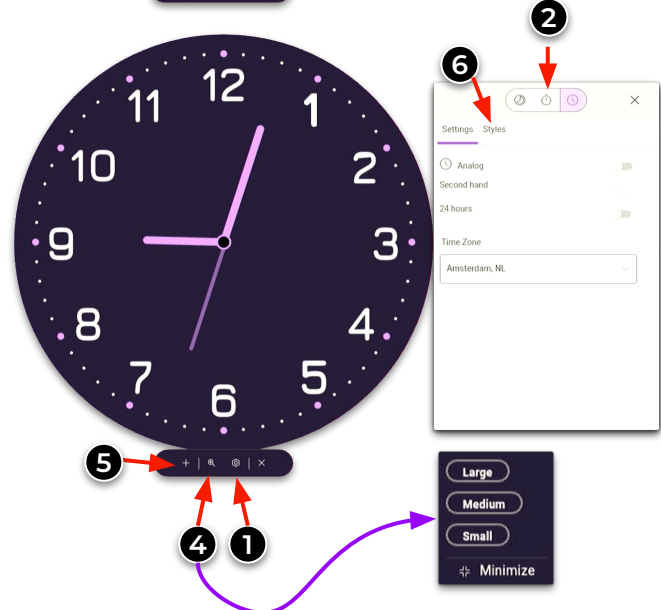 2
6
12
11
1
10
2
9
3
8
4
7
5
6
Settings Styles
Analog
Second hand
24 hours
Time Zone
Amsterdam, NL
5
4
1
Large
Medium
Small
Minimize